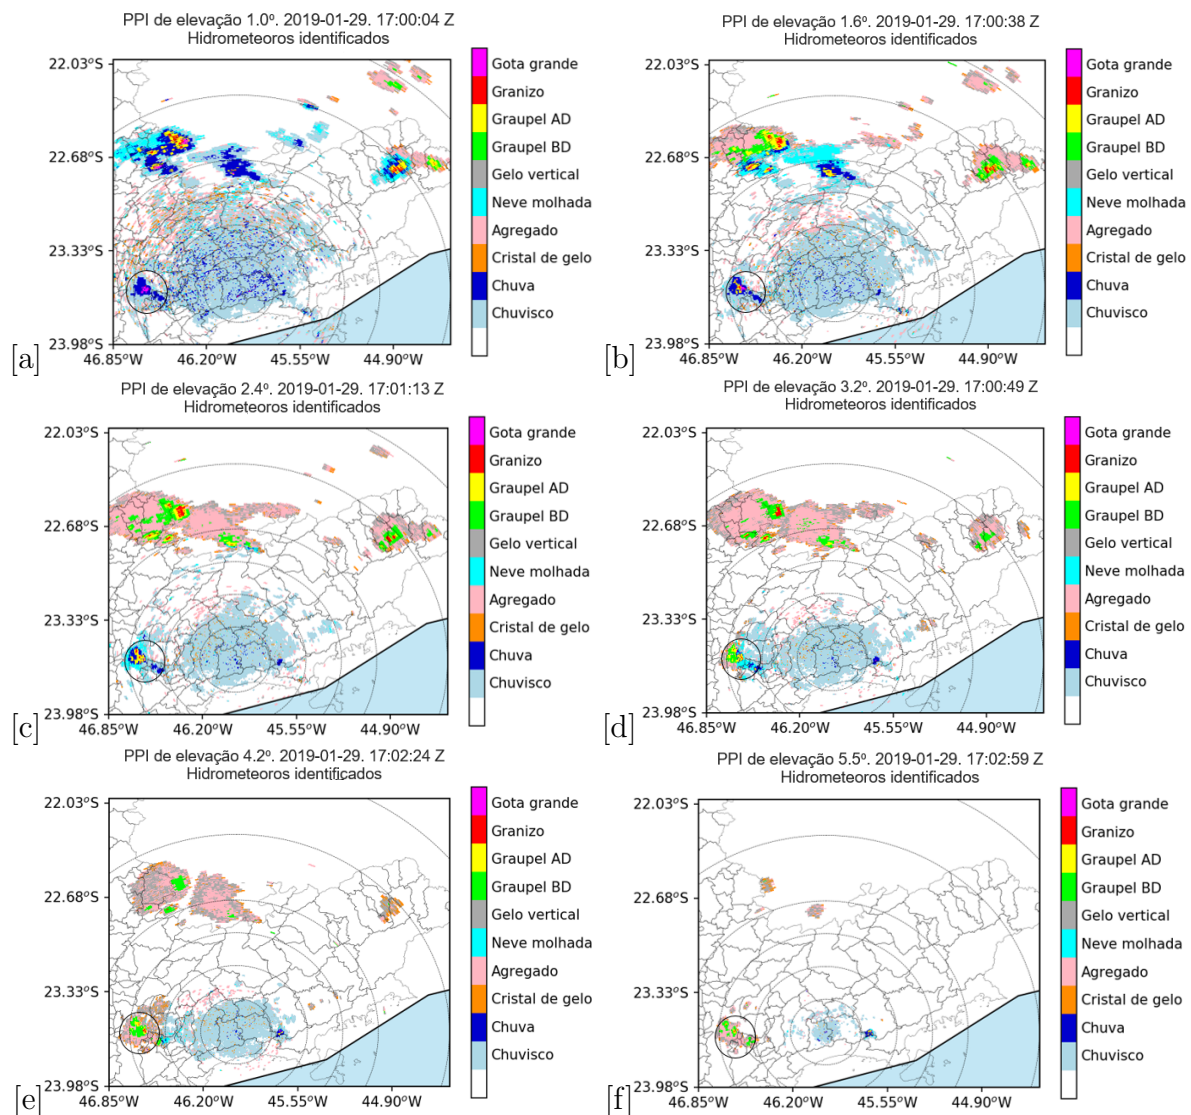 PPI de elevação 1.0º. 2019-01-29. 17:00:04 Z
Hidrometeoros identificados
22.03°S
22.68°S
23.33°S
23.98°S
46.85°W 46.20°W 45.55°W 44.90°W
Gota grande
Granizo
Graupel AD
Graupel BD
Gelo vertical
Neve molhada
Agregado
Cristal de gelo
Chuva
Chuvisco
[a]
PPI de elevação 1.6º. 2019-01-29. 17:00:38 Z
Hidrometeoros identificados
22.03°S
22.68°S
23.33°S
23.98°S
46.85°W 46.20°W 45.55°W 44.90°W
Gota grande
Granizo
Graupel AD
Graupel BD
Gelo vertical
Neve molhada
Agregado
Cristal de gelo
Chuva
Chuvisco
[b]
PPI de elevação 2.4º. 2019-01-29. 17:01:13 Z
Hidrometeoros identificados
22.03°S
22.68°S
23.33°S
23.98°S
46.85°W 46.20°W 45.55°W 44.90°W
Gota grande
Granizo
Graupel AD
Graupel BD
Gelo vertical
Neve molhada
Agregado
Cristal de gelo
Chuva
Chuvisco
[c]
PPI de elevação 3.2º. 2019-01-29. 17:00:49 Z
Hidrometeoros identificados
22.03°S
22.68°S
23.33°S
23.98°S
46.85°W 46.20°W 45.55°W 44.90°W
Gota grande
Granizo
Graupel AD
Graupel BD
Gelo vertical
Neve molhada
Agregado
Cristal de gelo
Chuva
Chuvisco
[d]
PPI de elevação 4.2º. 2019-01-29. 17:02:24 Z
Hidrometeoros identificados
22.03°S
22.68°S
23.33°S
23.98°S
46.85°W 46.20°W 45.55°W 44.90°W
Gota grande
Granizo
Graupel AD
Graupel BD
Gelo vertical
Neve molhada
Agregado
Cristal de gelo
Chuva
Chuvisco
[e]
PPI de elevação 5.5º. 2019-01-29. 17:02:59 Z
Hidrometeoros identificados
22.03°S
22.68°S
23.33°S
23.98°S
46.85°W 46.20°W 45.55°W 44.90°W
Gota grande
Granizo
Graupel AD
Graupel BD
Gelo vertical
Neve molhada
Agregado
Cristal de gelo
Chuva
Chuvisco
[f]